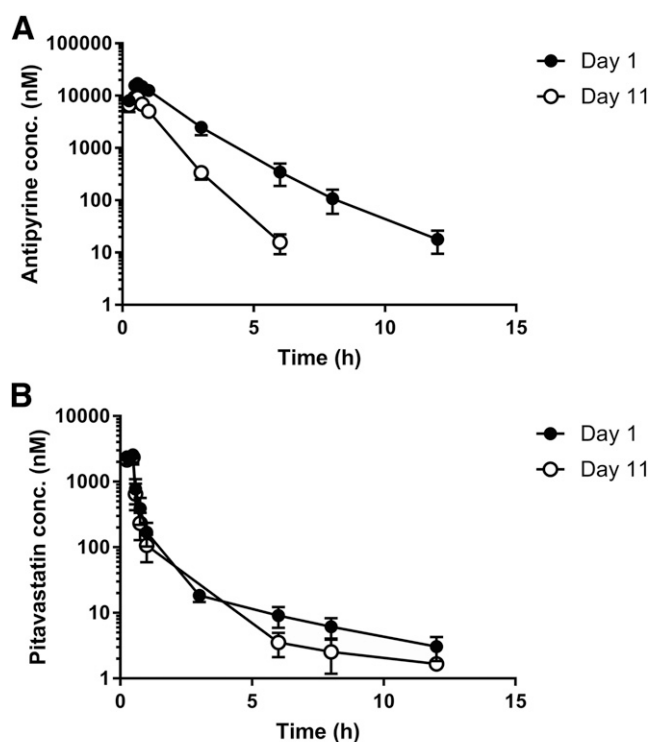 A
Antipyrine conc. (nM)
100000
10000
1000
100
10
1
0
5
10
15
Time (h)
Day 1
Day 11
B
Pitavastatin conc. (nM)
10000
1000
100
10
1
0
5
10
15
Time (h)
Day 1
Day 11